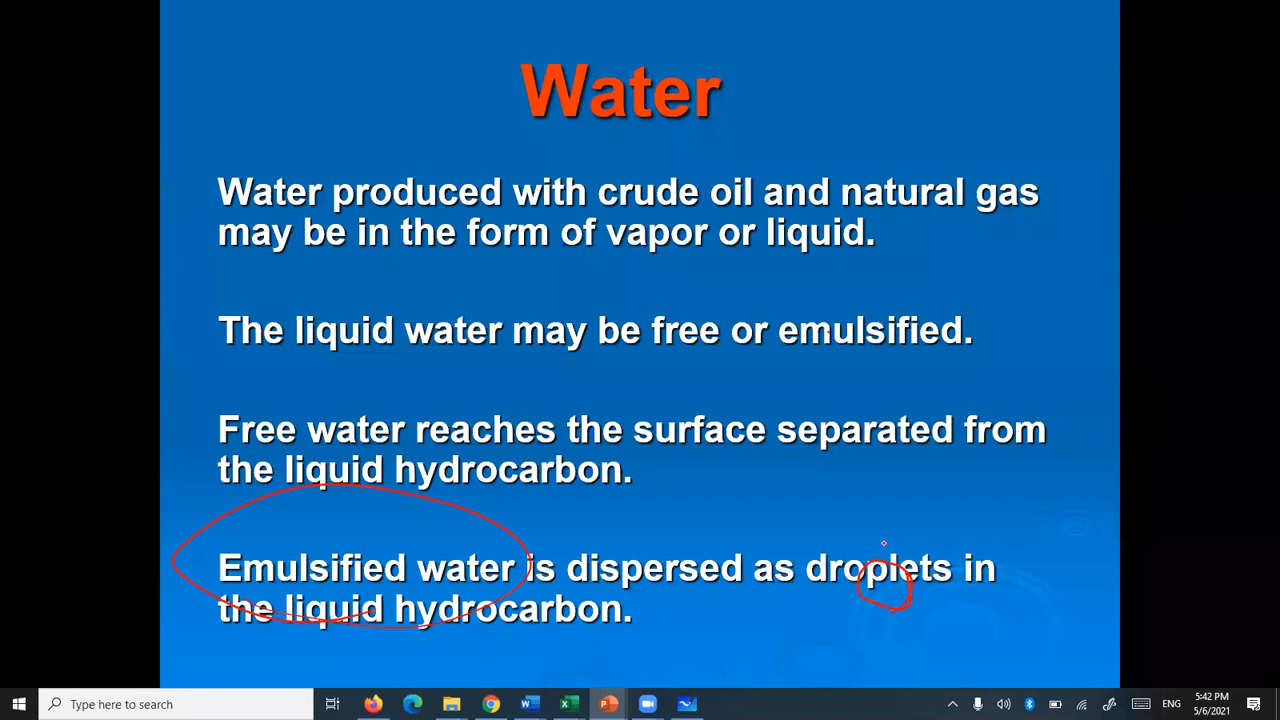 Water
Water produced with crude oil and natural gas
may be in the form of vapor or liquid.
The liquid water may be free or emulsified.
Free water reaches the surface separated from
the liquid hydrocarbon.
Emulsified water is dispersed as droplets in
the liquid hydrocarbon.
Type here to search
ENG
5:42 PM
5/6/2021